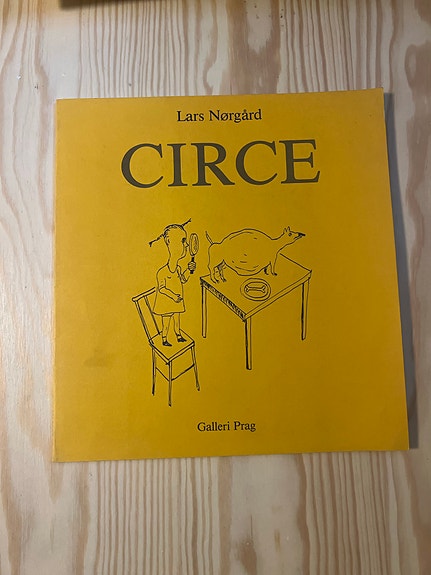 Lars Nørgård
CIRCE
Galleri Prag